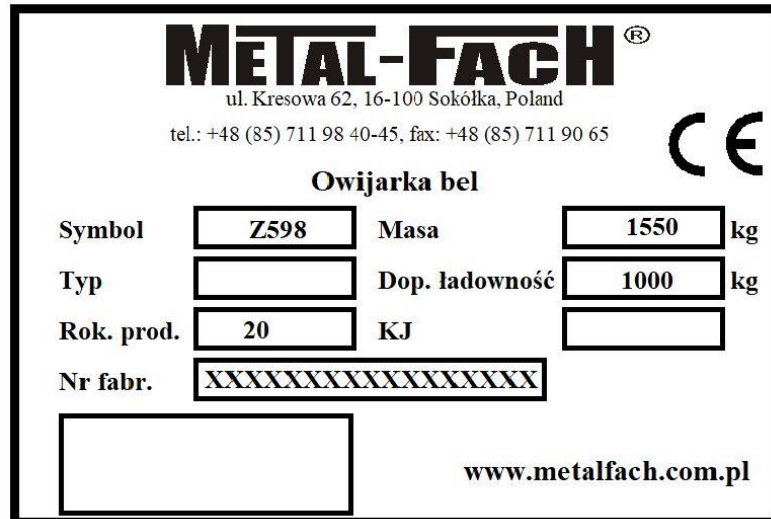 METAL-FACH®
ul. Kresowa 62, 16-100 Sokółka, Poland
tel.: +48 (85) 711 98 40-45, fax: +48 (85) 711 90 65
CE
Owijarka bel
Symbol Z598 Masa 1550 kg
Typ Dop. ładowność 1000 kg
Rok. prod. 20 KJ
Nr fabr. XXXXXXXXXXXXXXXXX
www.metalfach.com.pl